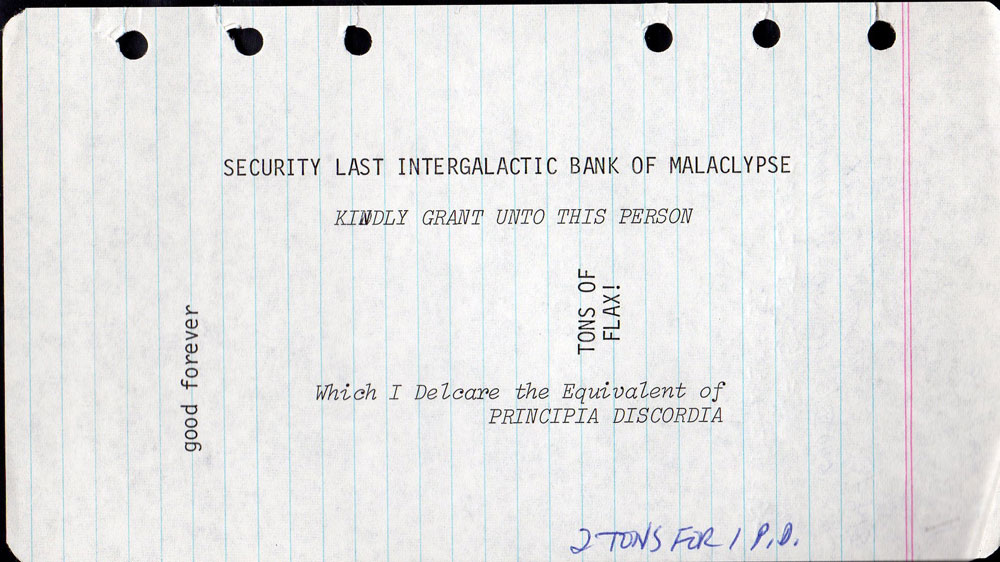 SECURITY LAST INTERGALACTIC BANK OF MALACLYPSE
KINDLY GRANT UNTO THIS PERSON
TONS OF
FLAX!
good forever
Which I Delcare the Equivalent of
PRINCIPIA DISCORDIA
2 TONS FOR 1 P.D.